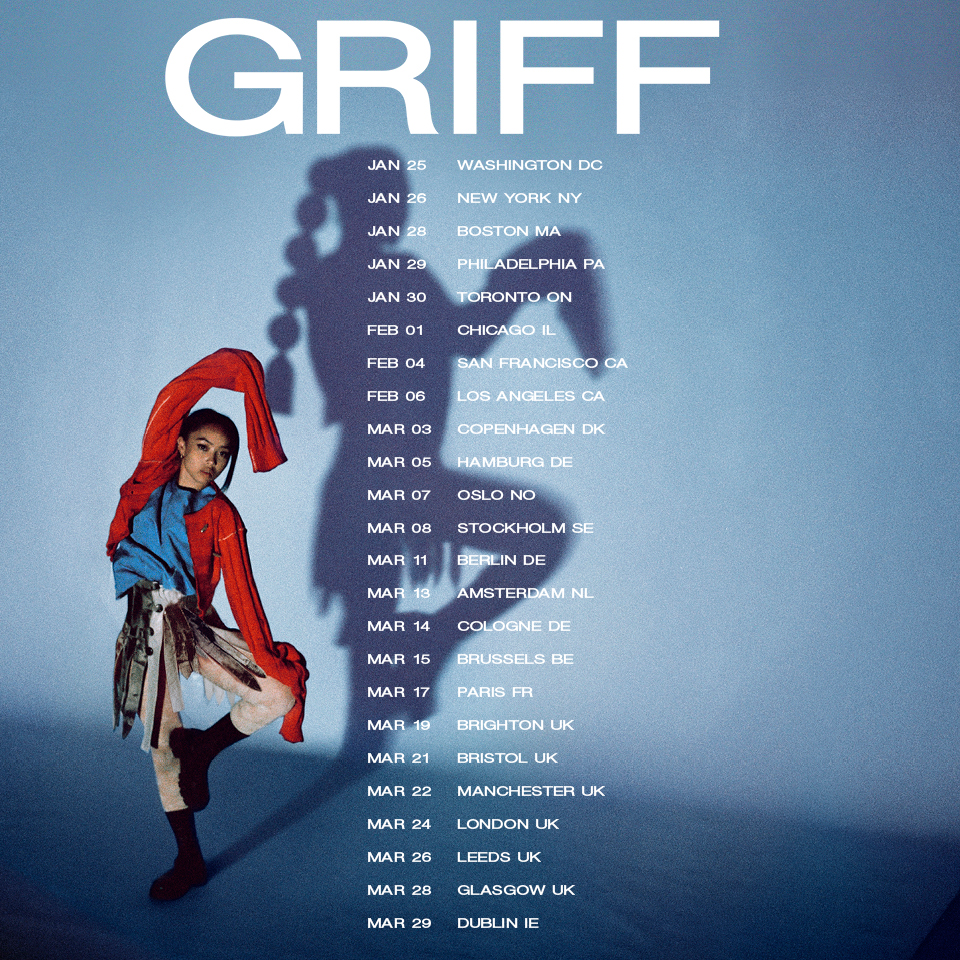 GRIFF
JAN 25 WASHINGTON DC
JAN 26 NEW YORK NY
JAN 28 BOSTON MA
JAN 29 PHILADELPHIA PA
JAN 30 TORONTO ON
FEB 01 CHICAGO IL
FEB 04 SAN FRANCISCO CA
FEB 06 LOS ANGELES CA
MAR 03 COPENHAGEN DK
MAR 05 HAMBURG DE
MAR 07 OSLO NO
MAR 08 STOCKHOLM SE
MAR 11 BERLIN DE
MAR 13 AMSTERDAM NL
MAR 14 COLOGNE DE
MAR 15 BRUSSELS BE
MAR 17 PARIS FR
MAR 19 BRIGHTON UK
MAR 21 BRISTOL UK
MAR 22 MANCHESTER UK
MAR 24 LONDON UK
MAR 26 LEEDS UK
MAR 28 GLASGOW UK
MAR 29 DUBLIN IE